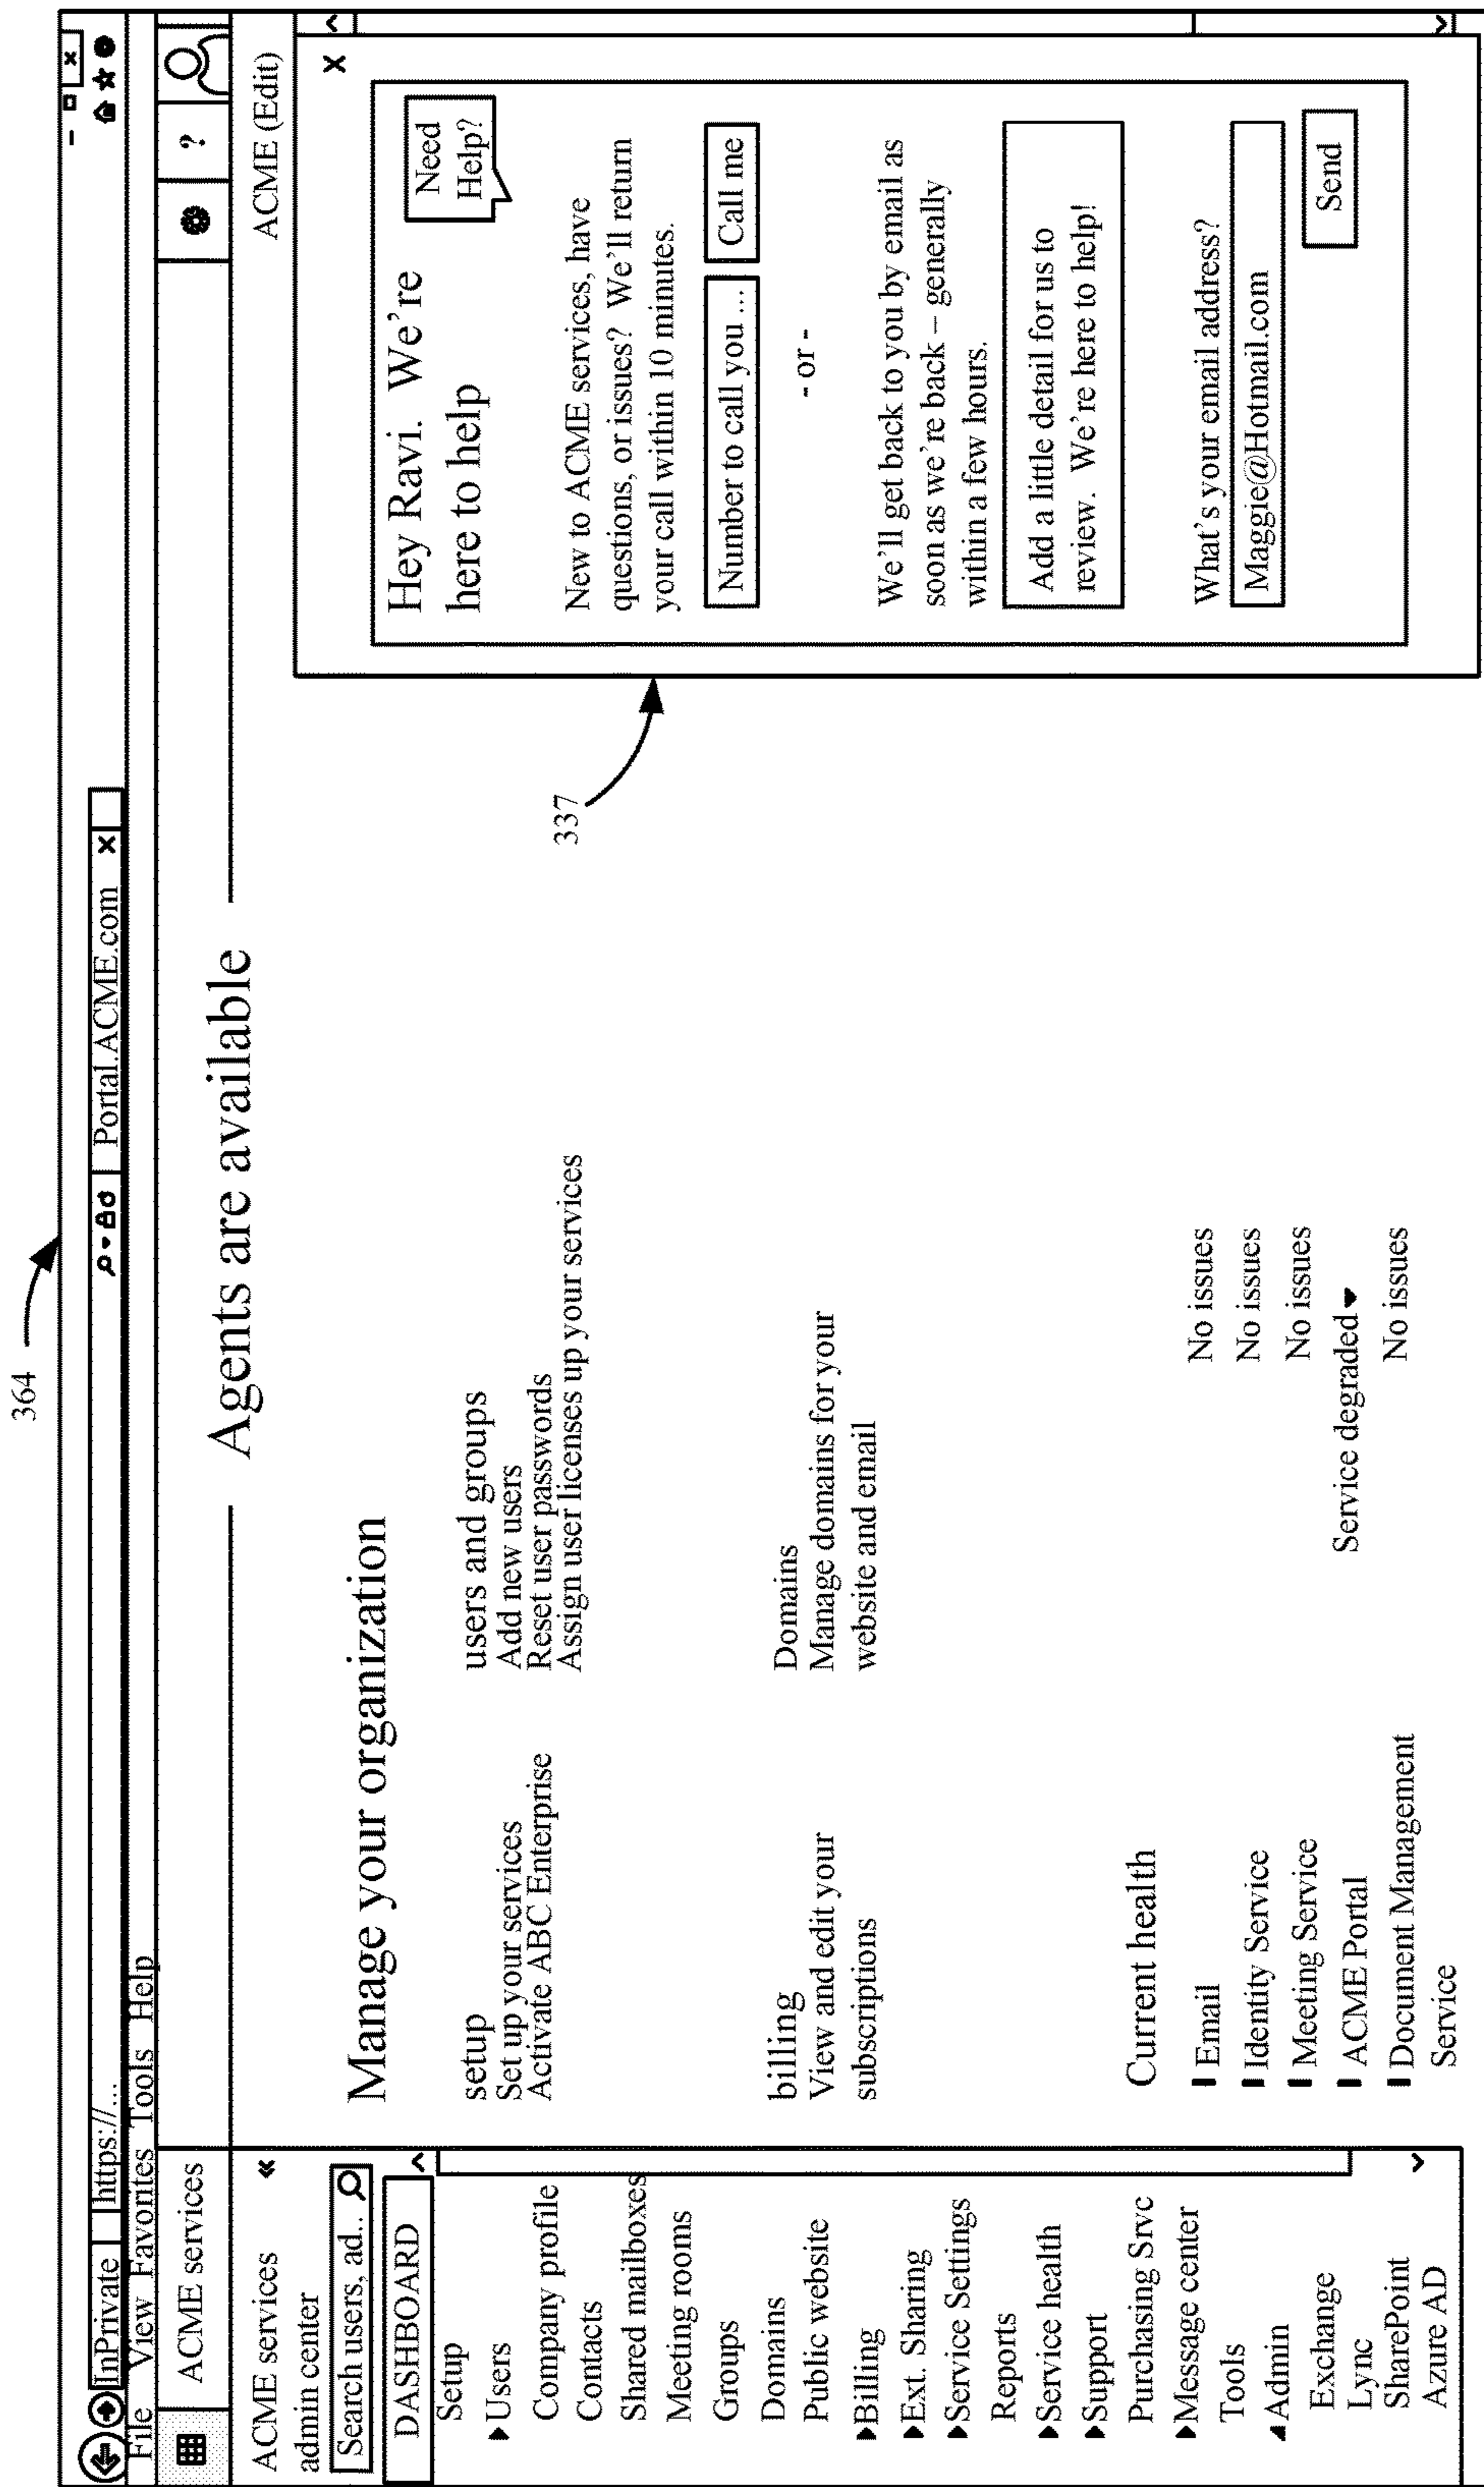 364
InPrivate https://... Portal.ACME.com x
File View Favorites Tools Help
ACME services
?
Agents are available
ACME (Edit)
ACME services
admin center
Search users, ad..
DASHBOARD
Setup
Users
Company profile
Contacts
Shared mailboxes
Meeting rooms
Groups
Domains
Public website
Billing
Ext. Sharing
Service Settings
Reports
Service health
Support
Purchasing Srvc
Message center
Tools
Admin
Exchange
Lync
SharePoint
Azure AD
Manage your organization
setup
Set up your services
Activate ABC Enterprise
users and groups
Add new users
Reset user passwords
Assign user licenses up your services
billing
View and edit your
subscriptions
Domains
Manage domains for your
website and email
Current health
Email No issues
Identity Service No issues
Meeting Service No issues
ACME Portal Service degraded
Document Management No issues
Service
337
X
Hey Ravi. We're
here to help
Need
Help?
New to ACME services, have
questions, or issues? We'll return
your call within 10 minutes.
Number to call you ... Call me
- or -
We'll get back to you by email as
soon as we're back – generally
within a few hours.
Add a little detail for us to
review. We're here to help!
What's your email address?
Maggie@Hotmail.com
Send